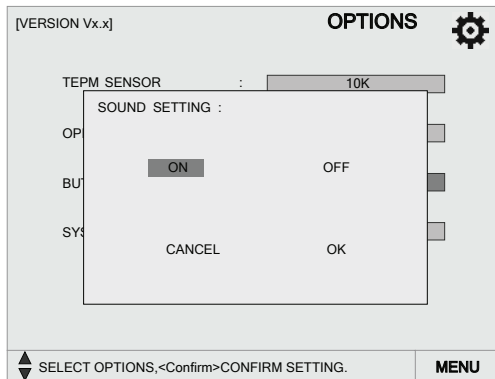 [VERSION Vx.x]
OPTIONS
TEPM SENSOR : 10K
SOUND SETTING :
OP
BU
SYS
ON OFF
CANCEL OK
SELECT OPTIONS,<Confirm>CONFIRM SETTING.
MENU